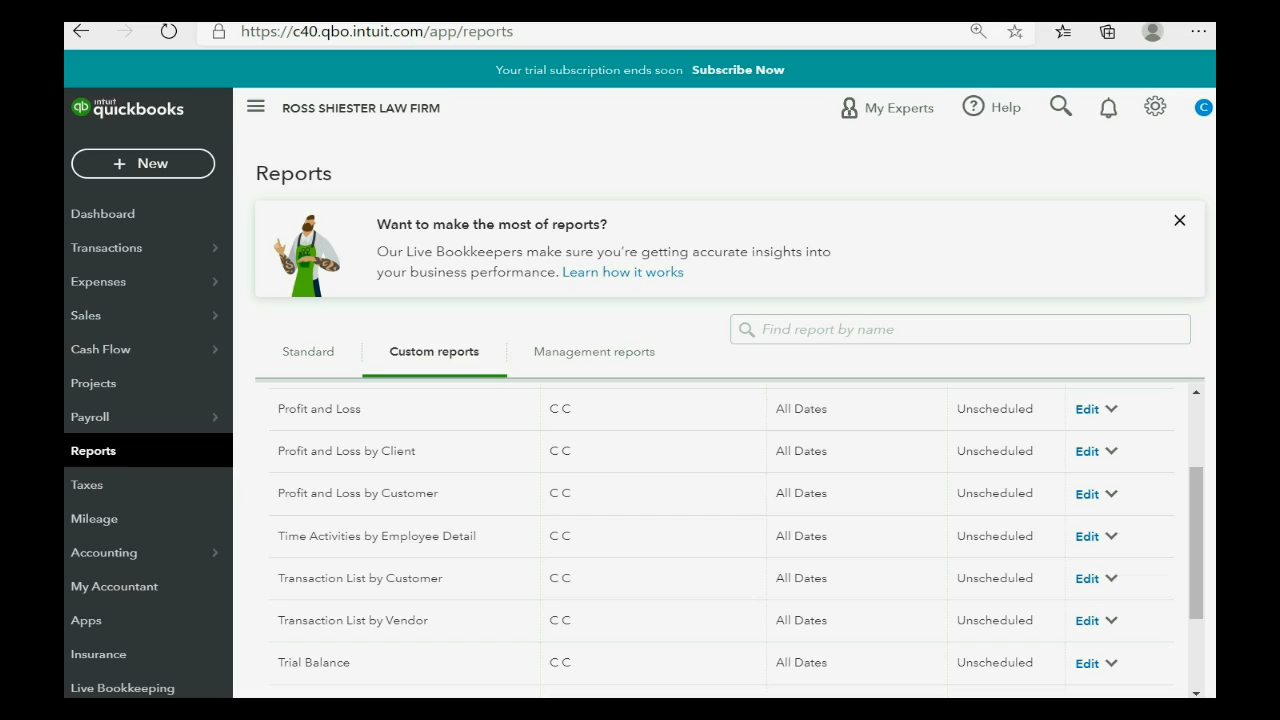 https://c40.qbo.intuit.com/app/reports
Your trial subscription ends soon Subscribe Now
qb intuit quickbooks
ROSS SHIESTER LAW FIRM
My Experts
Help
C
+ New
Dashboard
Transactions
Expenses
Sales
Cash Flow
Projects
Payroll
Reports
Taxes
Mileage
Accounting
My Accountant
Apps
Insurance
Live Bookkeeping
Reports
Want to make the most of reports?
Our Live Bookkeepers make sure you're getting accurate insights into
your business performance. Learn how it works
Find report by name
Standard Custom reports Management reports
Profit and Loss C C All Dates Unscheduled Edit
Profit and Loss by Client C C All Dates Unscheduled Edit
Profit and Loss by Customer C C All Dates Unscheduled Edit
Time Activities by Employee Detail C C All Dates Unscheduled Edit
Transaction List by Customer C C All Dates Unscheduled Edit
Transaction List by Vendor C C All Dates Unscheduled Edit
Trial Balance C C All Dates Unscheduled Edit